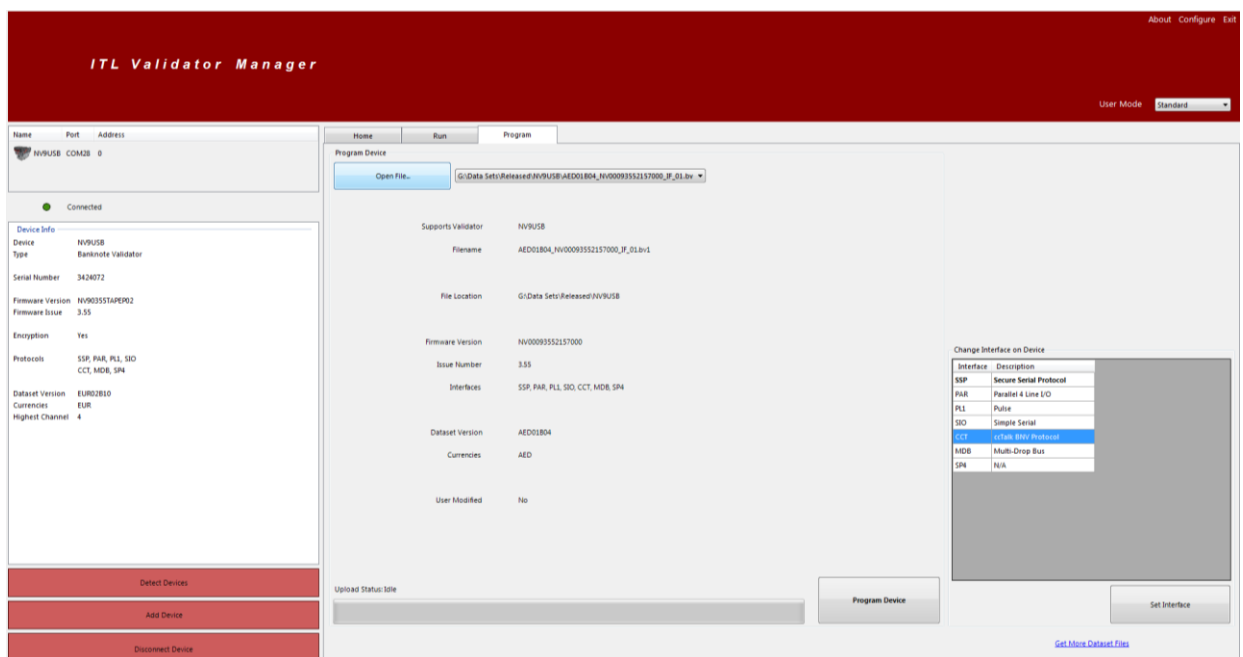 About Configure Exit
ITL Validator Manager
User Mode Standard
Name Port Address
NV9USB COM28 0
Connected
Device Info
Device NV9USB
Type Banknote Validator
Serial Number 3424072
Firmware Version NV90355TAPEP02
Firmware Issue 3.55
Encryption Yes
Protocols SSP, PAR, PL1, SIO
CCT, MDB, SP4
Dataset Version EUR02B10
Currencies EUR
Highest Channel 4
Detect Devices
Add Device
Disconnect Device
Home Run Program
Program Device
Open File.. G:\Data Sets\Released\NV9USB\AED01B04_NV00093552157000_IF_01.bv
Supports Validator NV9USB
Filename AED01B04_NV00093552157000_IF_01.bv1
File Location G:\Data Sets\Released\NV9USB
Firmware Version NV00093552157000
Issue Number 3.55
Interfaces SSP, PAR, PL1, SIO, CCT, MDB, SP4
Dataset Version AED01B04
Currencies AED
User Modified No
Upload Status: Idle
Program Device
Change Interface on Device
Interface Description
SSP Secure Serial Protocol
PAR Parallel 4 Line I/O
PL1 Pulse
SIO Simple Serial
CCT ccTalk BNV Protocol
MDB Multi-Drop Bus
SP4 N/A
Set Interface
Get More Dataset Files